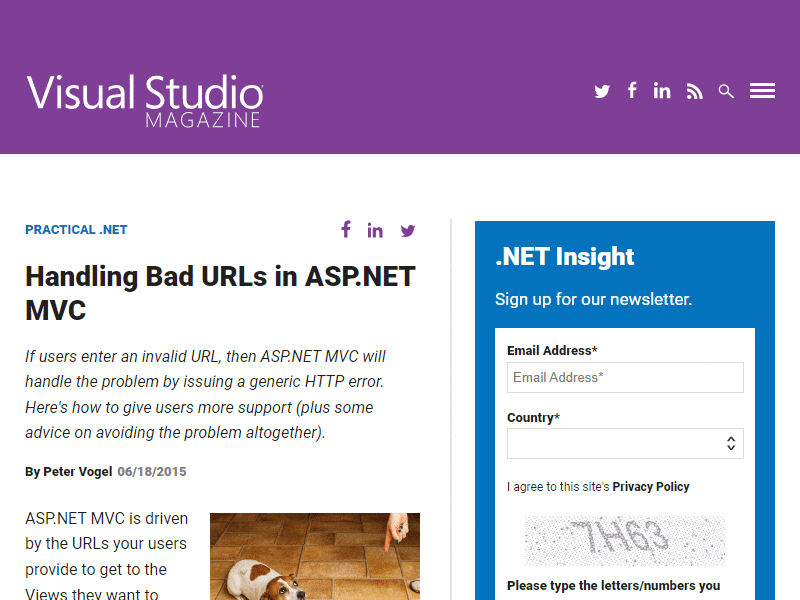 Visual Studio
MAGAZINE
PRACTICAL .NET
Handling Bad URLs in ASP.NET
MVC
If users enter an invalid URL, then ASP.NET MVC will
handle the problem by issuing a generic HTTP error.
Here's how to give users more support (plus some
advice on avoiding the problem altogether).
By Peter Vogel 06/18/2015
ASP.NET MVC is driven
by the URLs your users
provide to get to the
Views they want to
.NET Insight
Sign up for our newsletter.
Email Address*
Email Address*
Country*
I agree to this site's Privacy Policy
7H63
Please type the letters/numbers you